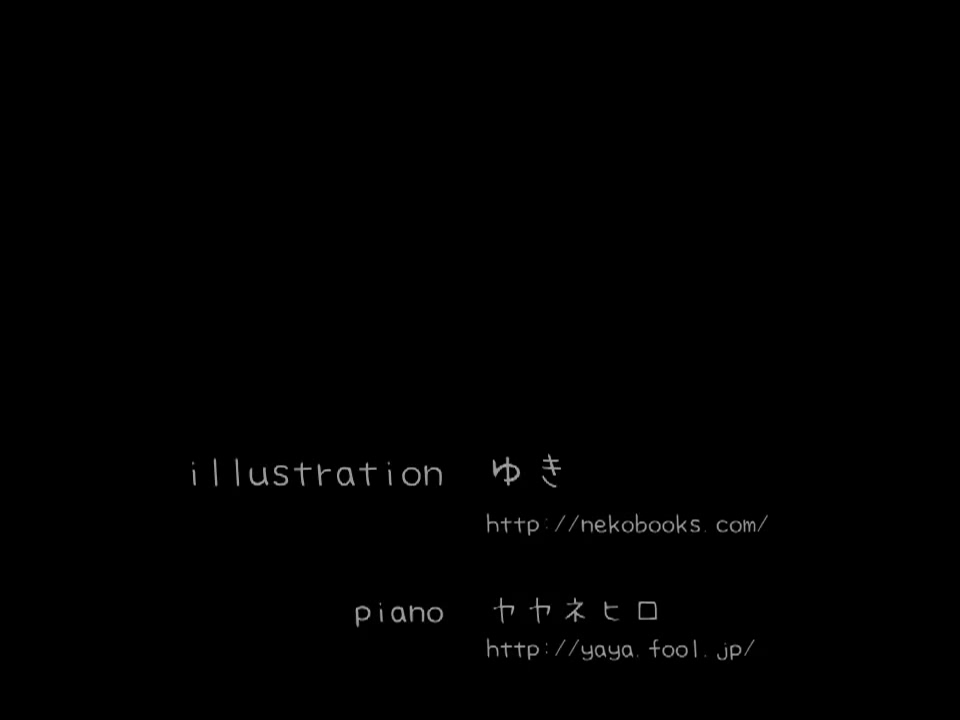 illustration ゆき
http://nekobooks.com/
piano ヤヤネヒロ
http://yaya.fool.jp/